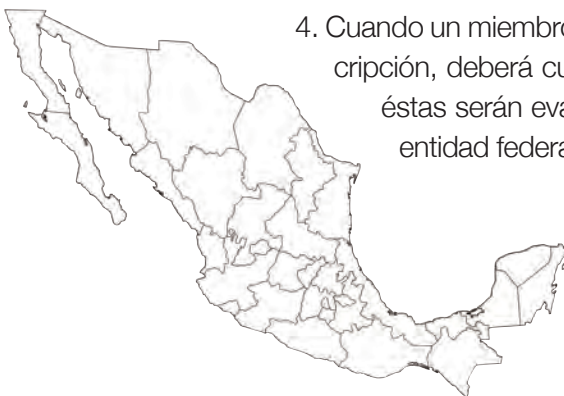 4. Cuando un miembro
cripción, deberá cu
éstas serán eva
entidad federa